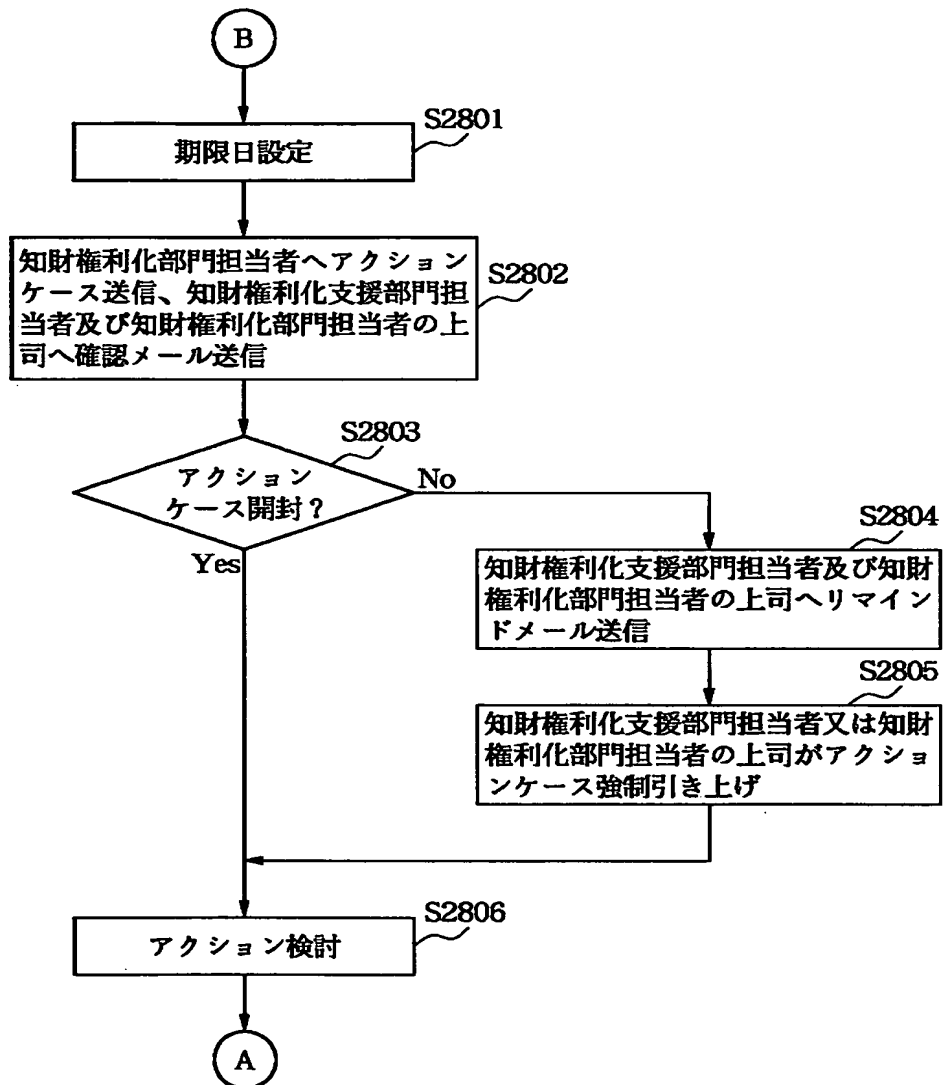 B
S2801
期限日設定
S2802
知財権利化部門担当者へアクション
ケース送信、知財権利化支援部門担
当者及び知財権利化部門担当者の上
司へ確認メール送信
S2803
アクション
ケース開封？
No
Yes
S2804
知財権利化支援部門担当者及び知財
権利化部門担当者の上司へリマイン
ドメール送信
S2805
知財権利化支援部門担当者又は知財
権利化部門担当者の上司がアクショ
ンケース強制引き上げ
S2806
アクション検討
A